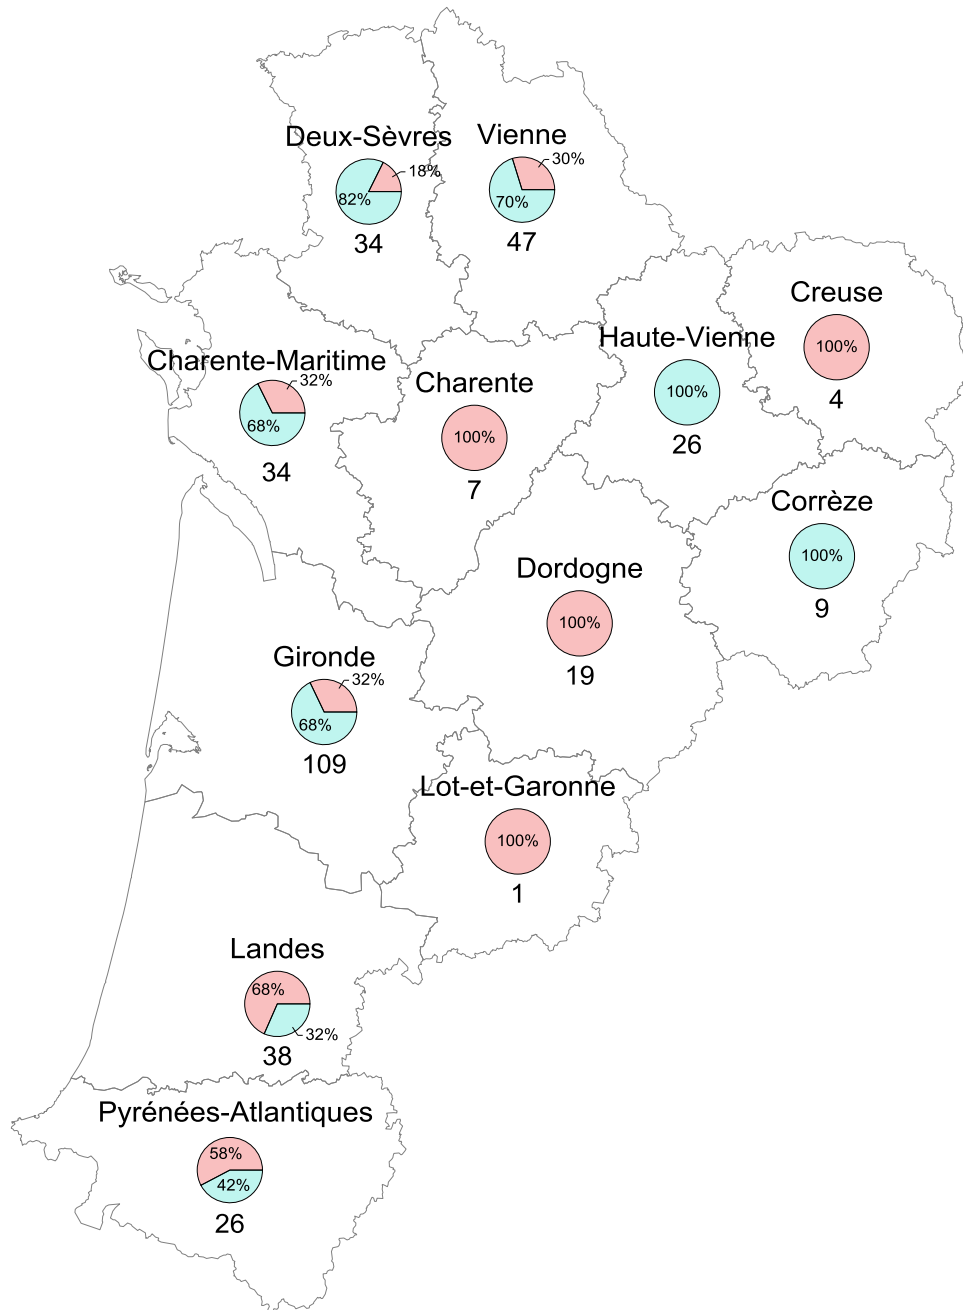 Deux-Sèvres
18%
82%
34
Vienne
30%
70%
47
Creuse
100%
4
Haute-Vienne
100%
26
Charente-Maritime
32%
68%
34
Charente
100%
7
Corrèze
100%
9
Dordogne
100%
19
Gironde
32%
68%
109
Lot-et-Garonne
100%
1
Landes
68%
32%
38
Pyrénées-Atlantiques
58%
42%
26